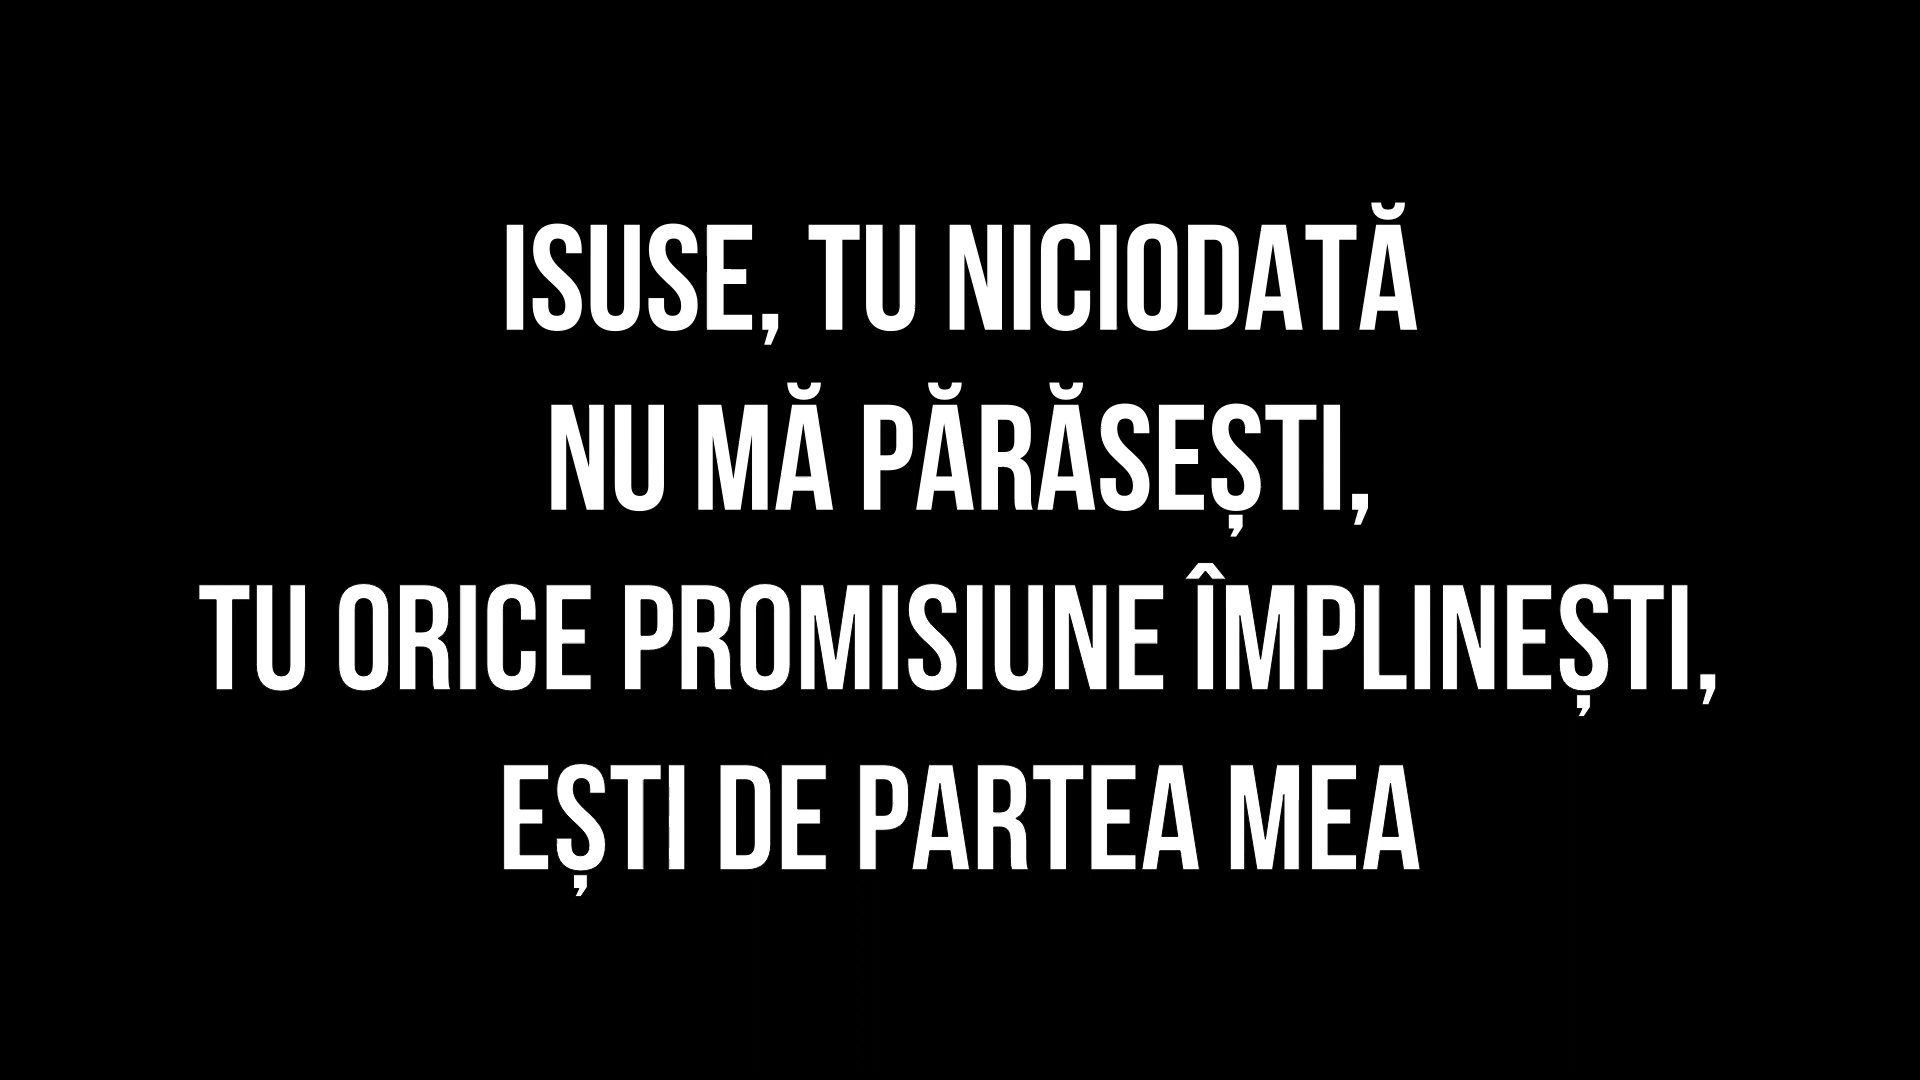 ISUSE, TU NICIODATĂ
NU MĂ PĂRĂSEȘTI,
TU ORICE PROMISIUNE ÎMPLINEȘTI,
EȘTI DE PARTEA MEA